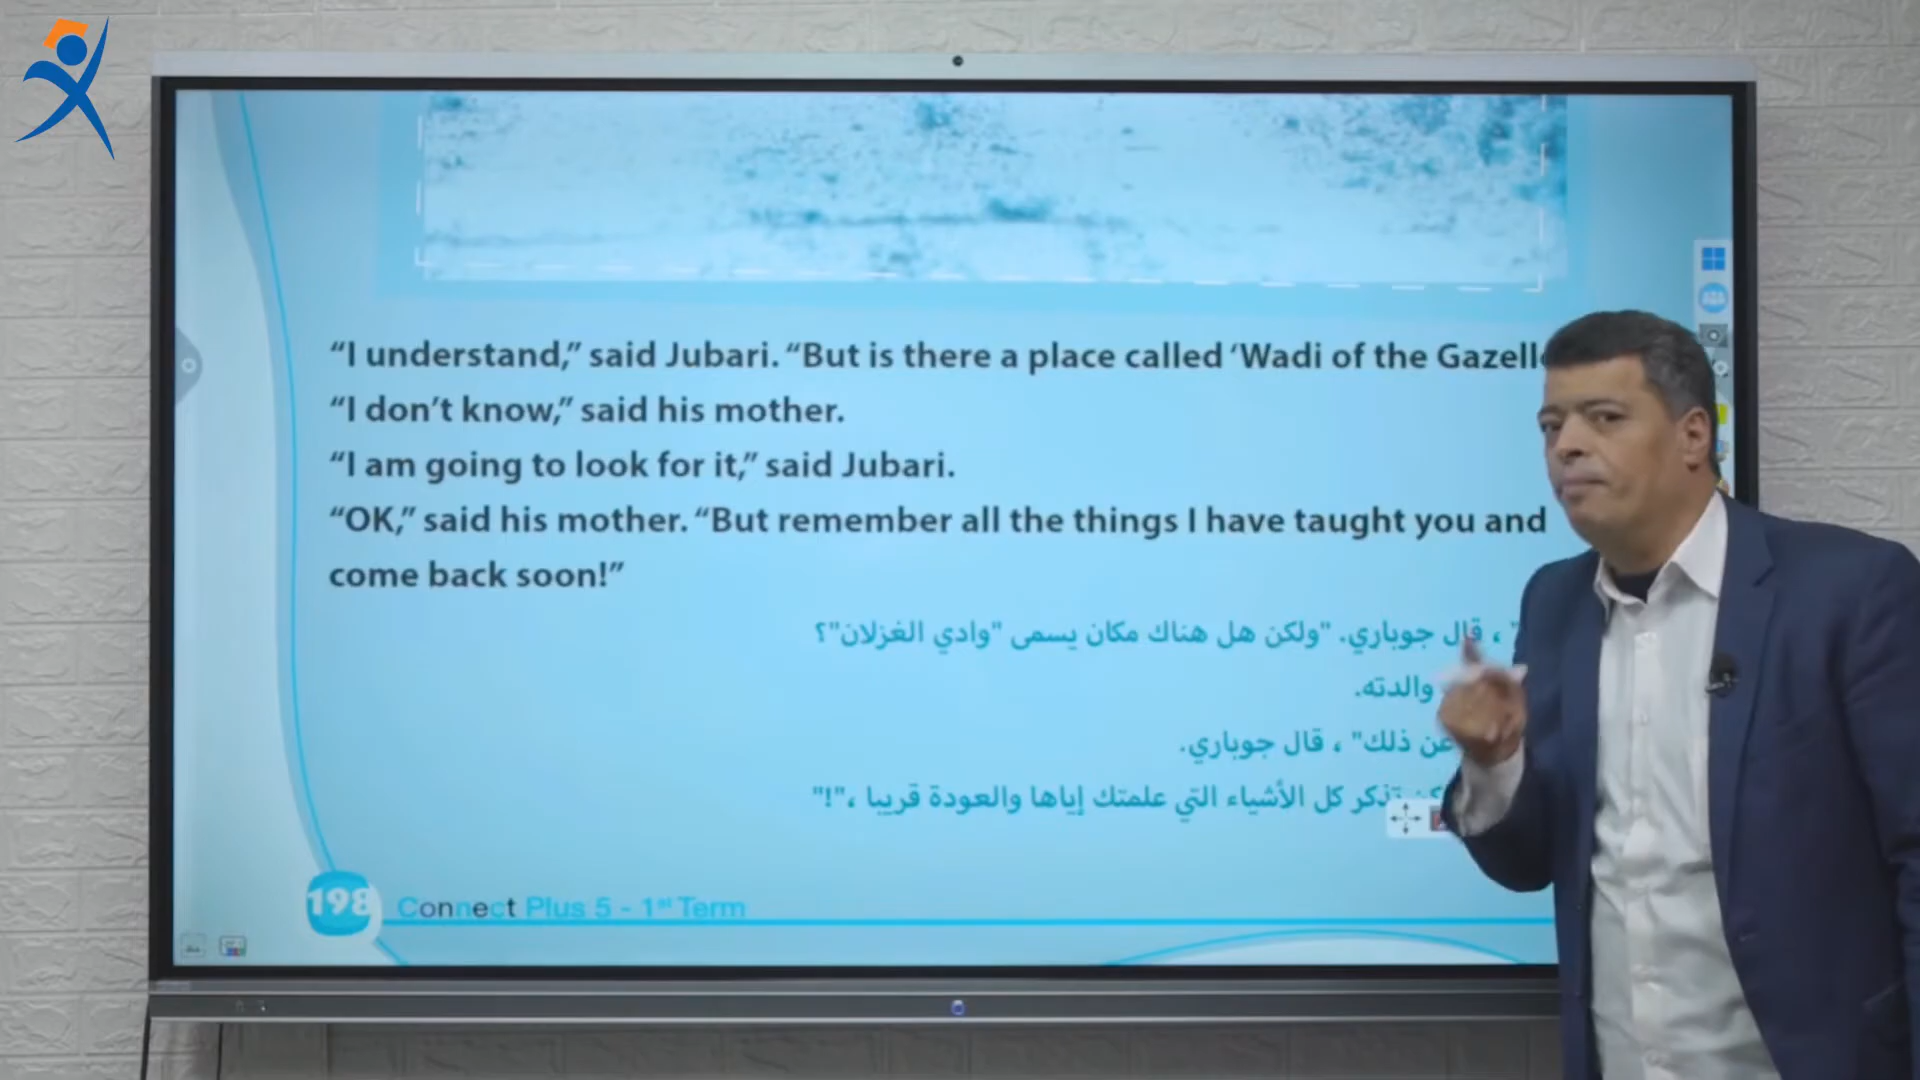 “I understand,” said Jubari. “But is there a place called ‘Wadi of the
“I don’t know,” said his mother.
“I am going to look for it,” said Jubari.
“OK,” said his mother. “But remember all the things I have taught you and
come back soon!”
" ، قال جوباري. "ولكن هل هناك مكان يسمى "وادي الغزلان"؟
والدته.
عن ذلك" ، قال جوباري.
تذكر كل الأشياء التي علمتك إياها والعودة قريبا ،"!"
198 Connect Plus 5 - 1st Term